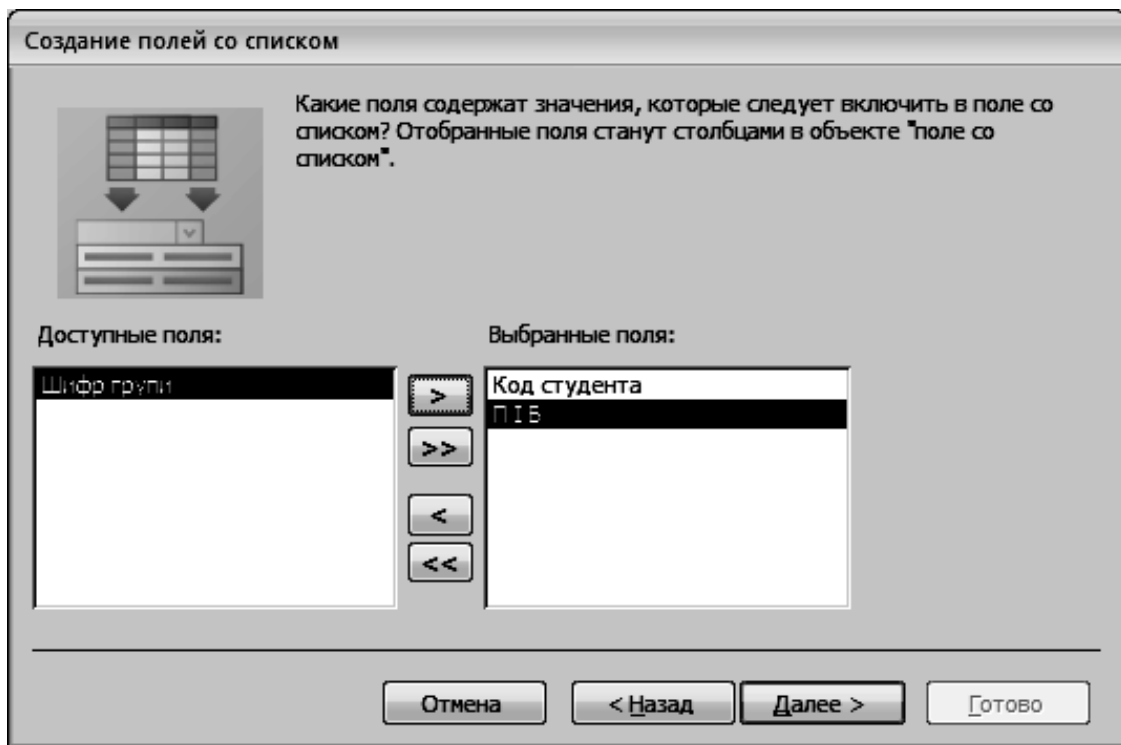 Создание полей со списком
Какие поля содержат значения, которые следует включить в поле со
списком? Отобранные поля станут столбцами в объекте "поле со
списком".
Доступные поля:
Выбранные поля:
Шифр групи
Код студента
П І Б
>
>>
<
<<
Отмена
< Назад
Далее >
Готово